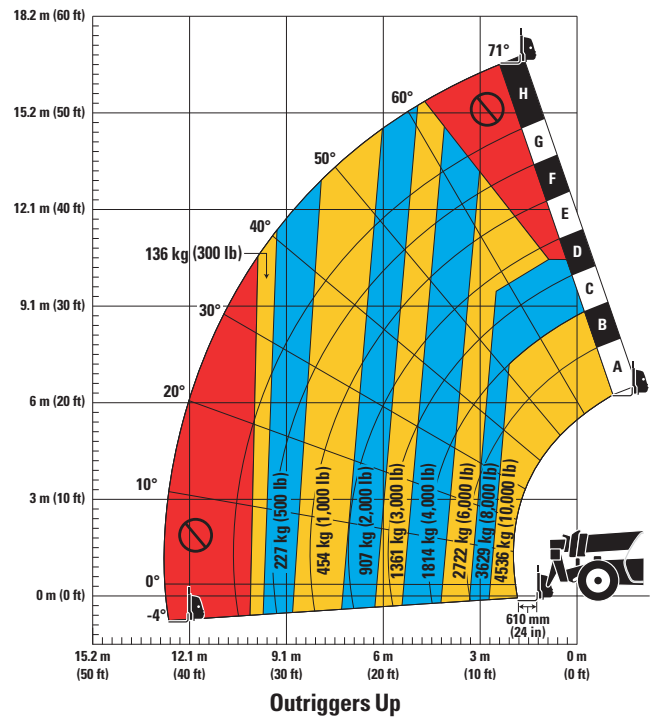 18.2 m (60 ft)
71°
H
60°
15.2 m (50 ft)
G
50°
F
12.1 m (40 ft)
E
40°
136 kg (300 lb)
D
C
9.1 m (30 ft)
30°
B
A
6 m (20 ft)
20°
3 m (10 ft)
10°
227 kg (500 lb)
454 kg (1,000 lb)
907 kg (2,000 lb)
1361 kg (3,000 lb)
1814 kg (4,000 lb)
2722 kg (6,000 lb)
3629 kg (8,000 lb)
4536 kg (10,000 lb)
0°
0 m (0 ft)
-4°
610 mm
(24 in)
15.2 m 12.1 m 9.1 m 6 m 3 m 0 m
(50 ft) (40 ft) (30 ft) (20 ft) (10 ft) (0 ft)
Outriggers Up